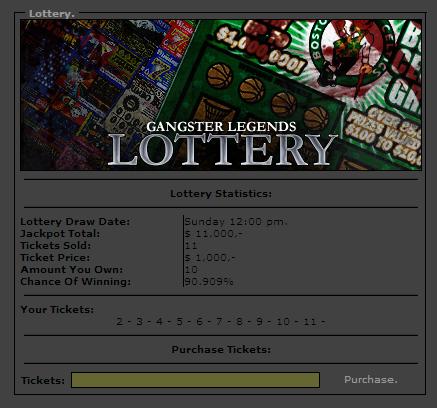 Lottery.
$1,000,000!
BOSTO
GANGSTER LEGENDS
LOTTERY
Lottery Statistics:
Lottery Draw Date: Sunday 12:00 pm.
Jackpot Total: $ 11,000,-
Tickets Sold: 11
Ticket Price: $ 1,000,-
Amount You Own: 10
Chance Of Winning: 90.909%
Your Tickets:
2 - 3 - 4 - 5 - 6 - 7 - 8 - 9 - 10 - 11 -
Purchase Tickets:
Tickets: Purchase.